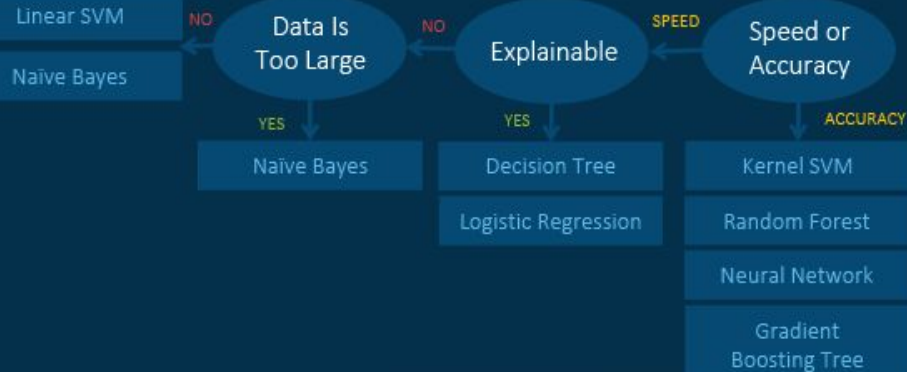 Linear SVM
Naïve Bayes
NO
Data Is
Too Large
NO
Explainable
SPEED
Speed or
Accuracy
YES
YES
ACCURACY
Naïve Bayes
Decision Tree
Kernel SVM
Logistic Regression
Random Forest
Neural Network
Gradient
Boosting Tree